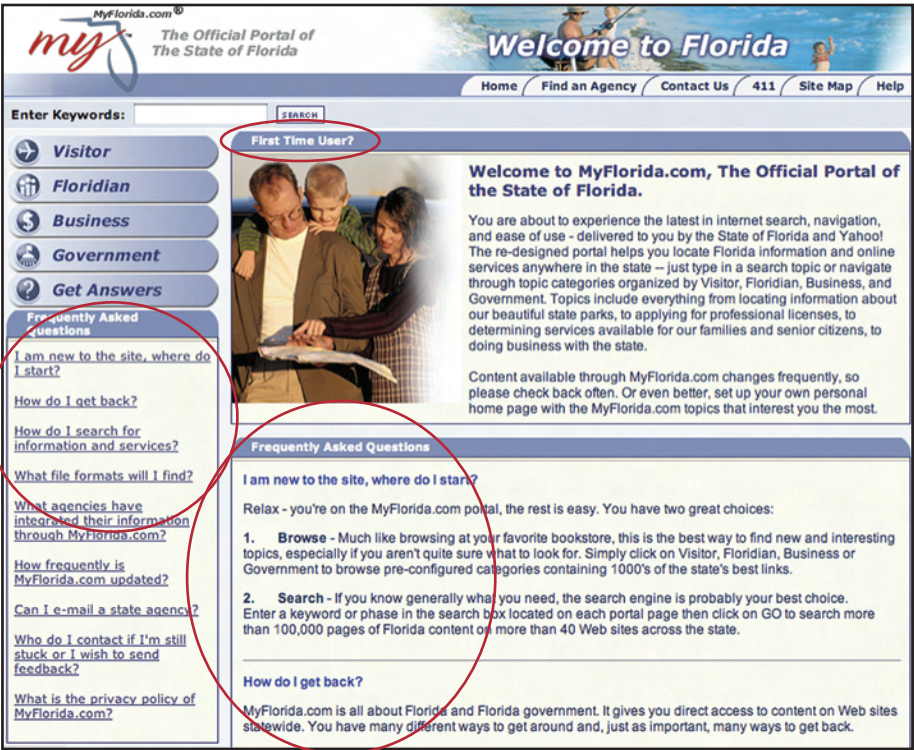 MyFlorida.com®
my
The Official Portal of
The State of Florida
Welcome to Florida
Home
Find an Agency
Contact Us
411
Site Map
Help
Enter Keywords:
SEARCH
Visitor
Floridian
Business
Government
Get Answers
Frequently Asked
Questions
I am new to the site, where do
I start?
How do I get back?
How do I search for
information and services?
What file formats will I find?
What agencies have
integrated their information
through MyFlorida.com?
How frequently is
MyFlorida.com updated?
Can I e-mail a state agency?
Who do I contact if I'm still
stuck or I wish to send
feedback?
What is the privacy policy of
MyFlorida.com?
First Time User?
Welcome to MyFlorida.com, The Official Portal of
the State of Florida.
You are about to experience the latest in internet search, navigation,
and ease of use - delivered to you by the State of Florida and Yahoo!
The re-designed portal helps you locate Florida information and online
services anywhere in the state -- just type in a search topic or navigate
through topic categories organized by Visitor, Floridian, Business, and
Government. Topics include everything from locating information about
our beautiful state parks, to applying for professional licenses, to
determining services available for our families and senior citizens, to
doing business with the state.
Content available through MyFlorida.com changes frequently, so
please check back often. Or even better, set up your own personal
home page with the MyFlorida.com topics that interest you the most.
Frequently Asked Questions
I am new to the site, where do I start?
Relax - you're on the MyFlorida.com portal, the rest is easy. You have two great choices:
1. Browse - Much like browsing at your favorite bookstore, this is the best way to find new and interesting
topics, especially if you aren't quite sure what to look for. Simply click on Visitor, Floridian, Business or
Government to browse pre-configured categories containing 1000's of the state's best links.
2. Search - If you know generally what you need, the search engine is probably your best choice.
Enter a keyword or phase in the search box located on each portal page then click on GO to search more
than 100,000 pages of Florida content on more than 40 Web sites across the state.
How do I get back?
MyFlorida.com is all about Florida and Florida government. It gives you direct access to content on Web sites
statewide. You have many different ways to get around and, just as important, many ways to get back.